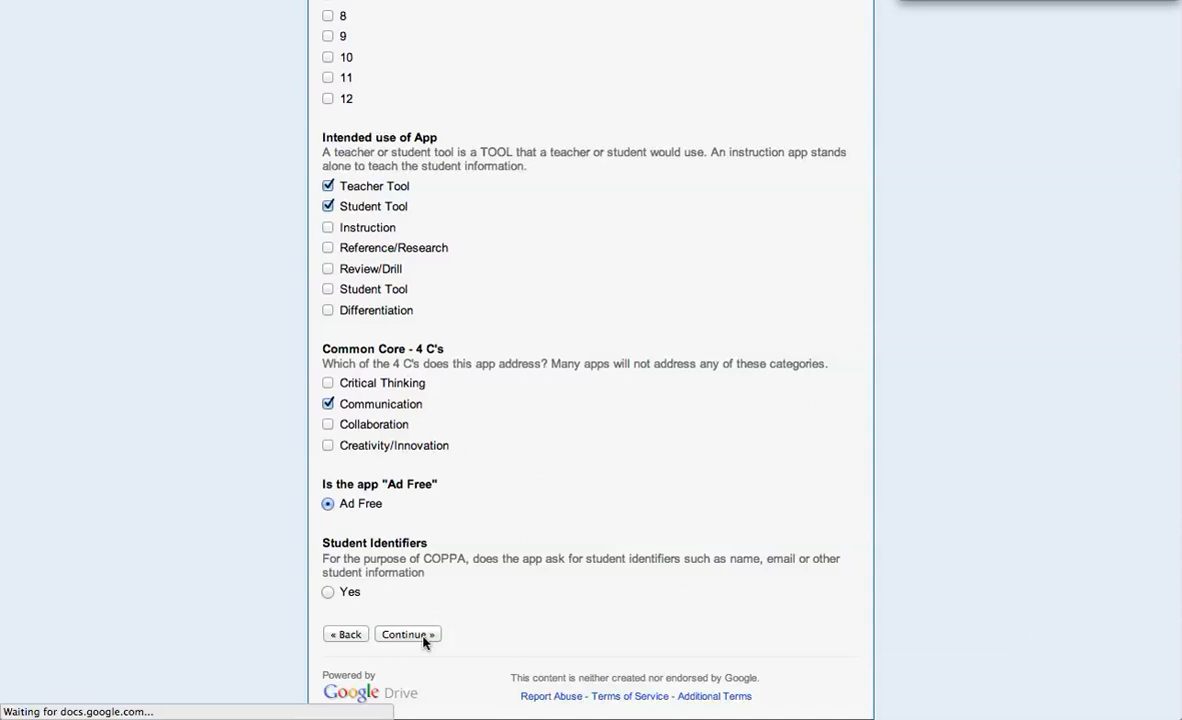 8
9
10
11
12
Intended use of App
A teacher or student tool is a TOOL that a teacher or student would use. An instruction app stands
alone to teach the student information.
Teacher Tool
Student Tool
Instruction
Reference/Research
Review/Drill
Student Tool
Differentiation
Common Core - 4 C's
Which of the 4 C's does this app address? Many apps will not address any of these categories.
Critical Thinking
Communication
Collaboration
Creativity/Innovation
Is the app "Ad Free"
Ad Free
Student Identifiers
For the purpose of COPPA, does the app ask for student identifiers such as name, email or other
student information
Yes
« Back Continue »
Powered by
Google Drive
This content is neither created nor endorsed by Google.
Report Abuse - Terms of Service - Additional Terms
Waiting for docs.google.com...